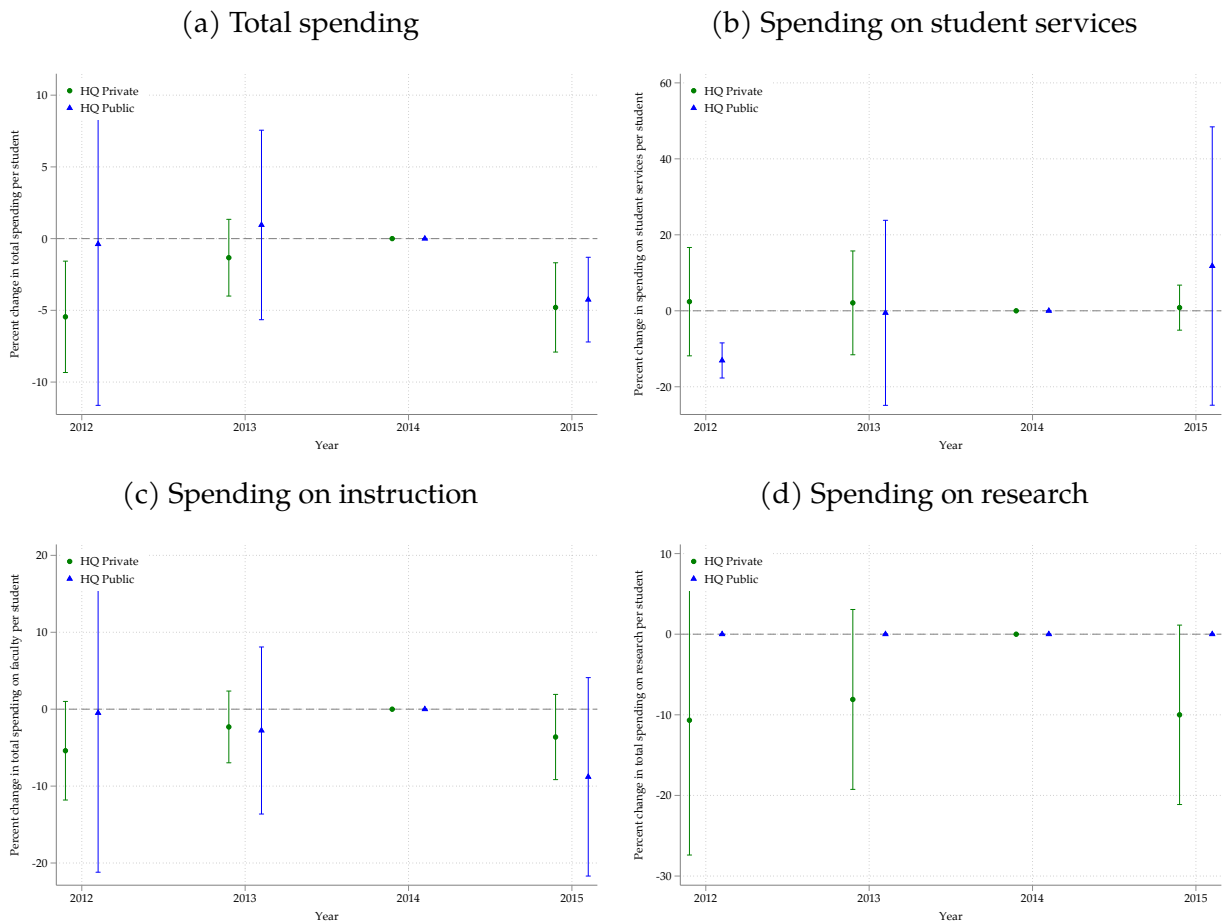 (a) Total spending
Percent change in total spending per student
10
5
0
-5
-10
HQ Private
HQ Public
2012 2013 2014 2015
Year
(b) Spending on student services
Percent change in spending on student services per student
60
40
20
0
-20
HQ Private
HQ Public
2012 2013 2014 2015
Year
(c) Spending on instruction
Percent change in total spending on faculty per student
20
10
0
-10
-20
HQ Private
HQ Public
2012 2013 2014 2015
Year
(d) Spending on research
Percent change in total spending on research per student
10
0
-10
-20
-30
HQ Private
HQ Public
2012 2013 2014 2015
Year